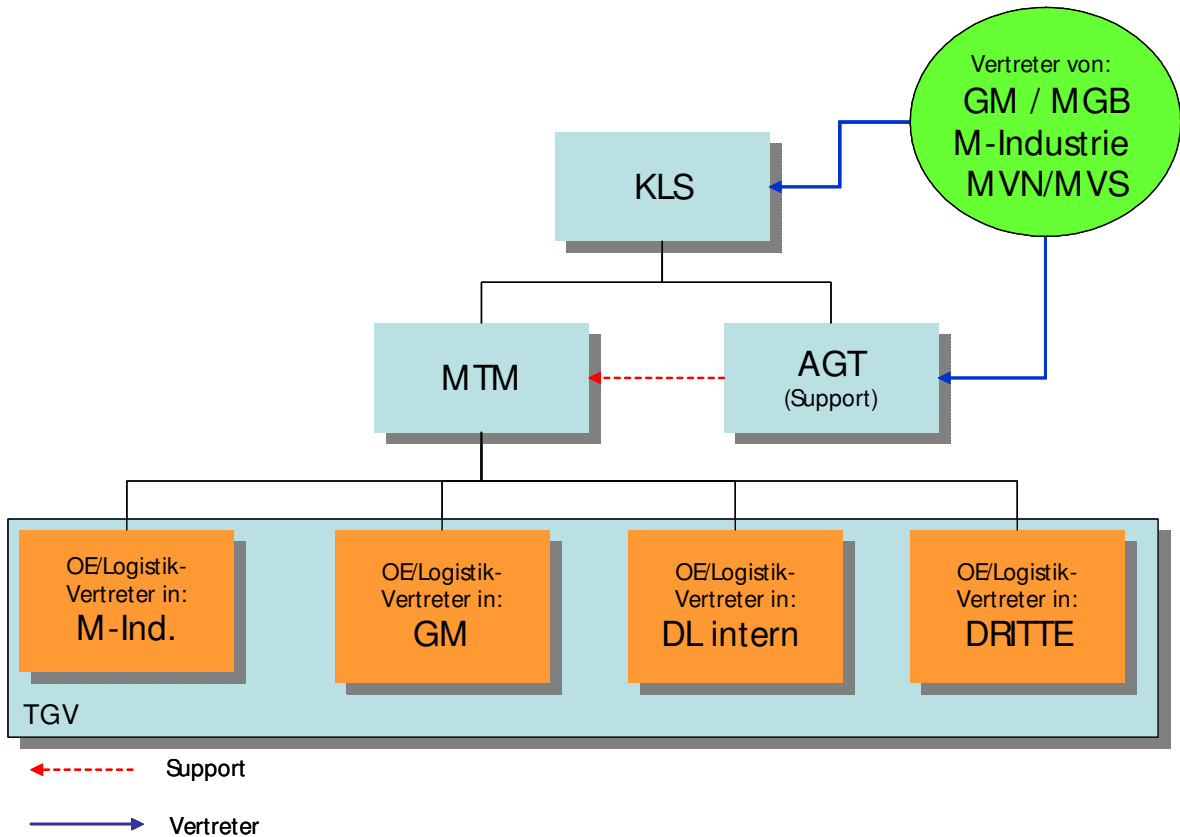 Vertreter von:
GM / MGB
M-Industrie
MVN/MVS
KLS
MTM
AGT
(Support)
OE/Logistik-
Vertreter in:
M-Ind.
OE/Logistik-
Vertreter in:
GM
OE/Logistik-
Vertreter in:
DL intern
OE/Logistik-
Vertreter in:
DRITTE
TGV
Support
Vertreter